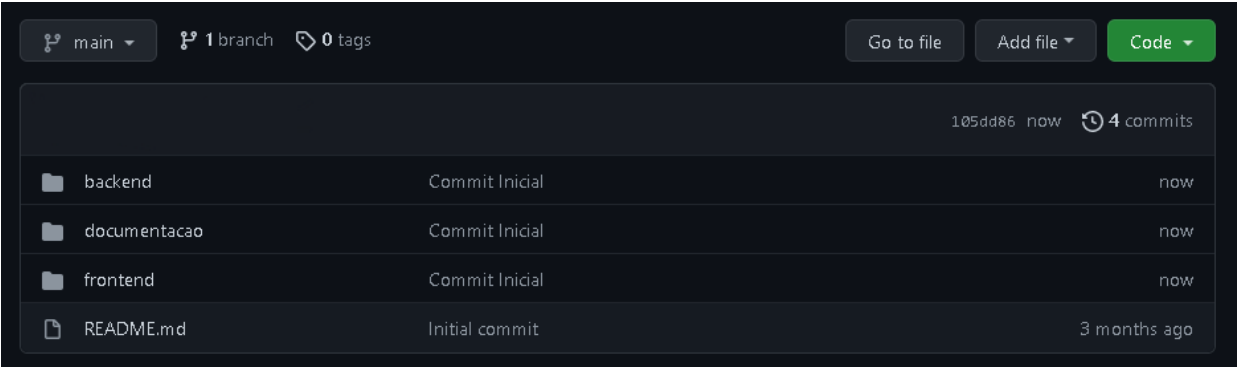 main 1 branch 0 tags Go to file Add file Code
105dd86 now 4 commits
backend Commit Inicial now
documentacao Commit Inicial now
frontend Commit Inicial now
README.md Initial commit 3 months ago